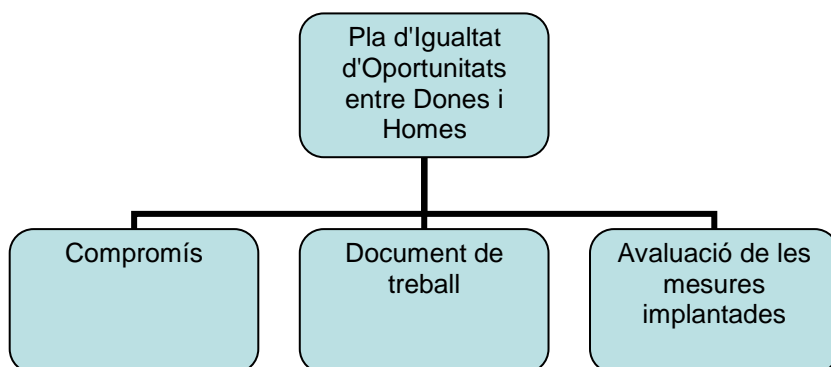 Pla d'Igualtat
d'Oportunitats
entre Dones i
Homes
Compromís
Document de
treball
Avaluació de les
mesures
implantades